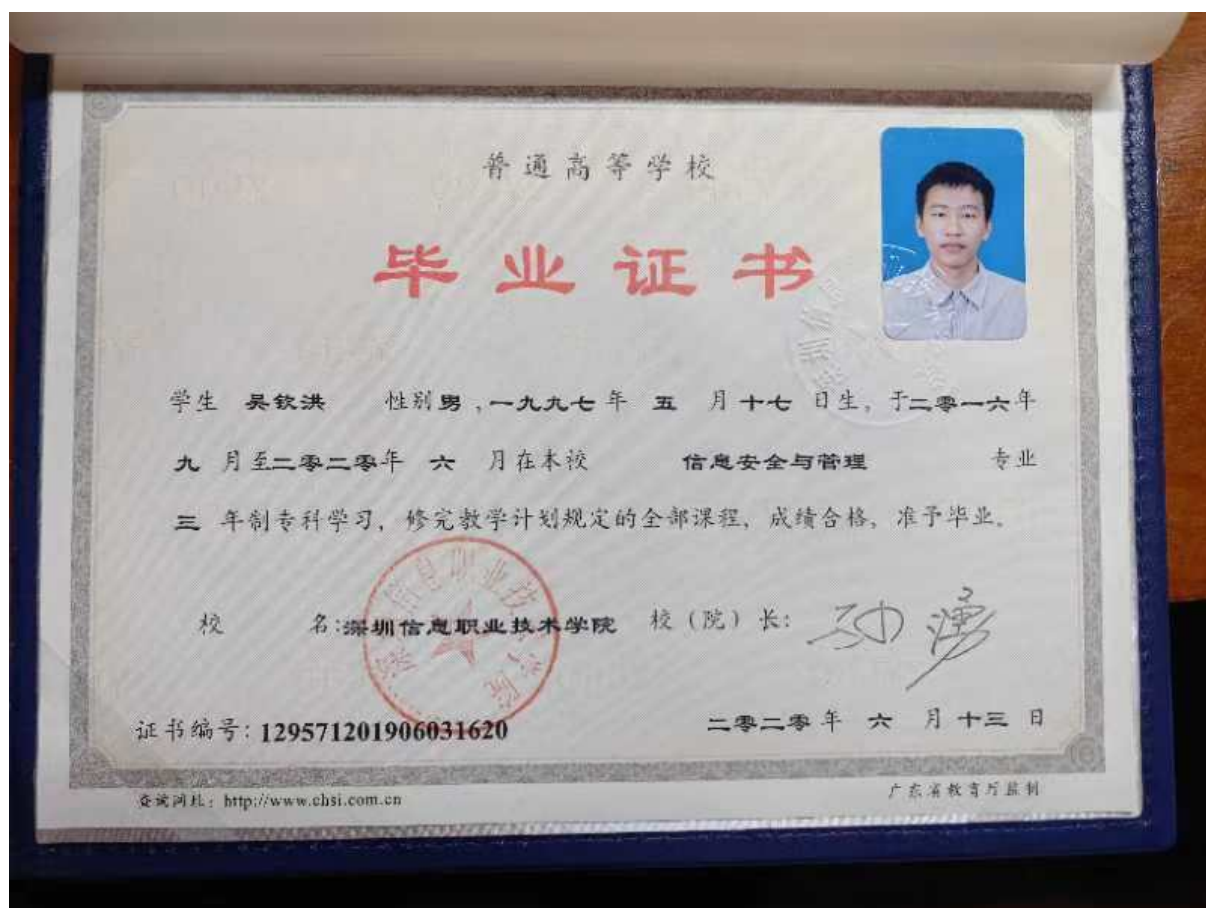 普通高等学校
毕业证书
学生 吴钦洪 性别男,一九九七年 五 月十七 日生, 于二零一六年
九 月至二零二零年 六 月在本校 信息安全与管理 专业
三 年制专科学习, 修完教学计划规定的全部课程, 成绩合格, 准予毕业。
校 名:深圳信息职业技术学院 校(院)长: 孙湧
证书编号: 129571201906031620 二零二零 年 六 月 十三 日
查询网址: http://www.chsi.com.cn 广东省教育厅监制